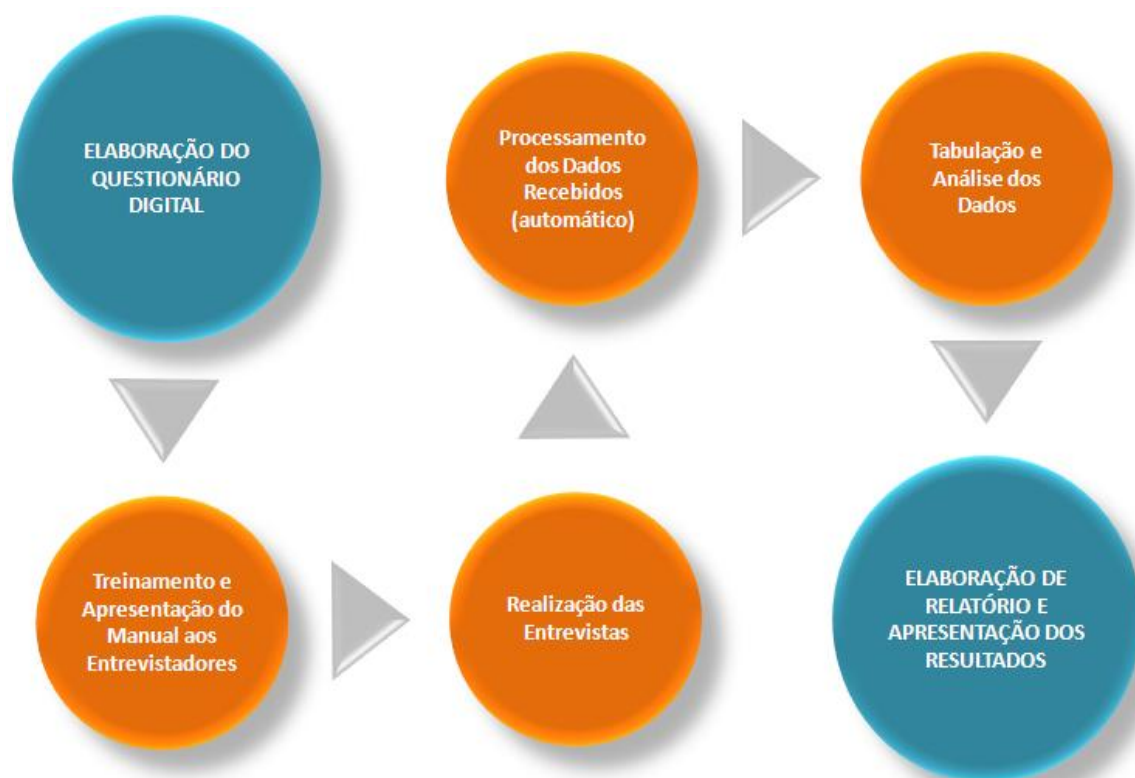 ELABORAÇÃO DO
QUESTIONÁRIO
DIGITAL
Treinamento e
Apresentação do
Manual aos
Entrevistadores
Realização das
Entrevistas
Processamento
dos Dados
Recebidos
(automático)
Tabulação e
Análise dos
Dados
ELABORAÇÃO DE
RELATÓRIO E
APRESENTAÇÃO DOS
RESULTADOS